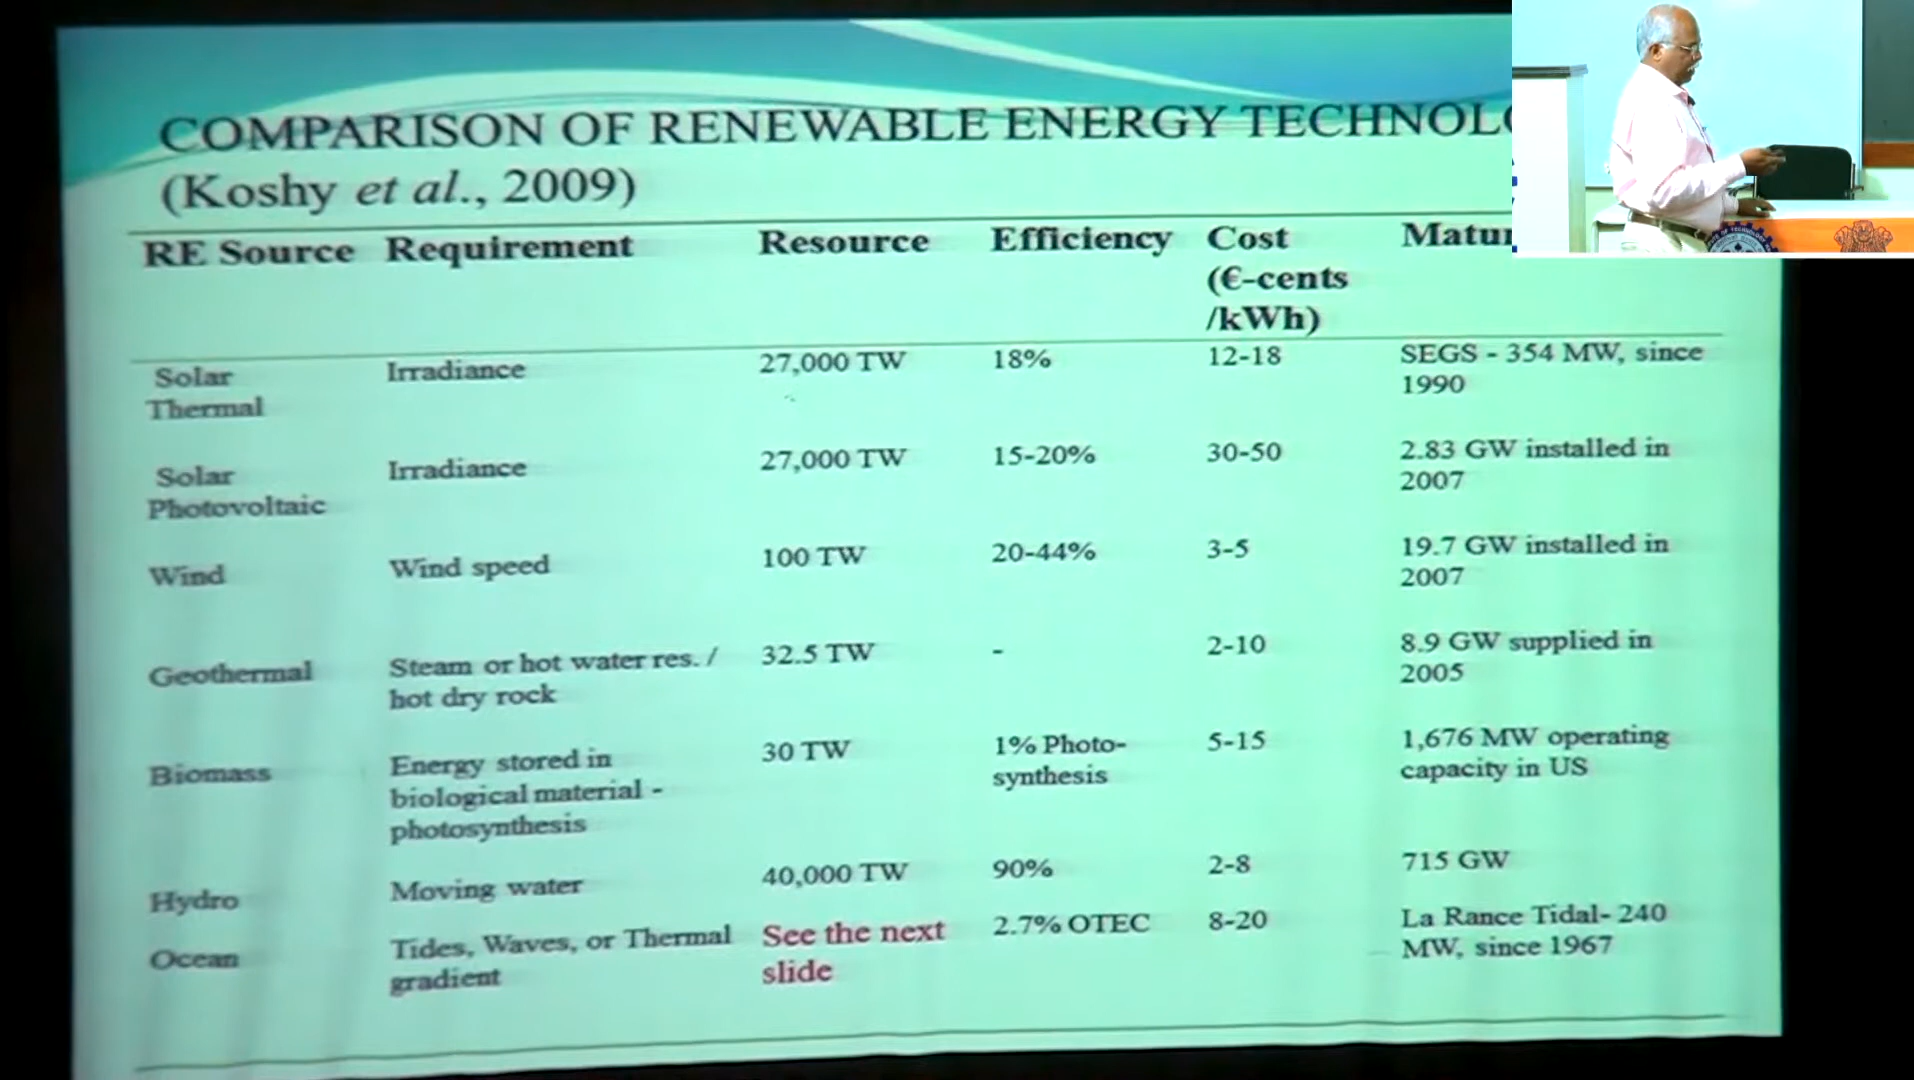 COMPARISON OF RENEWABLE ENERGY TECHNOLO
(Koshy et al., 2009)
RE Source Requirement Resource Efficiency Cost (€-cents /kWh) Matur
Solar Thermal Irradiance 27,000 TW 18% 12-18 SEGS - 354 MW, since 1990
Solar Photovoltaic Irradiance 27,000 TW 15-20% 30-50 2.83 GW installed in 2007
Wind Wind speed 100 TW 20-44% 3-5 19.7 GW installed in 2007
Geothermal Steam or hot water res. / hot dry rock 32.5 TW - 2-10 8.9 GW supplied in 2005
Biomass Energy stored in biological material - photosynthesis 30 TW 1% Photo-synthesis 5-15 1,676 MW operating capacity in US
Hydro Moving water 40,000 TW 90% 2-8 715 GW
Ocean Tides, Waves, or Thermal gradient See the next slide 2.7% OTEC 8-20 La Rance Tidal- 240 MW, since 1967